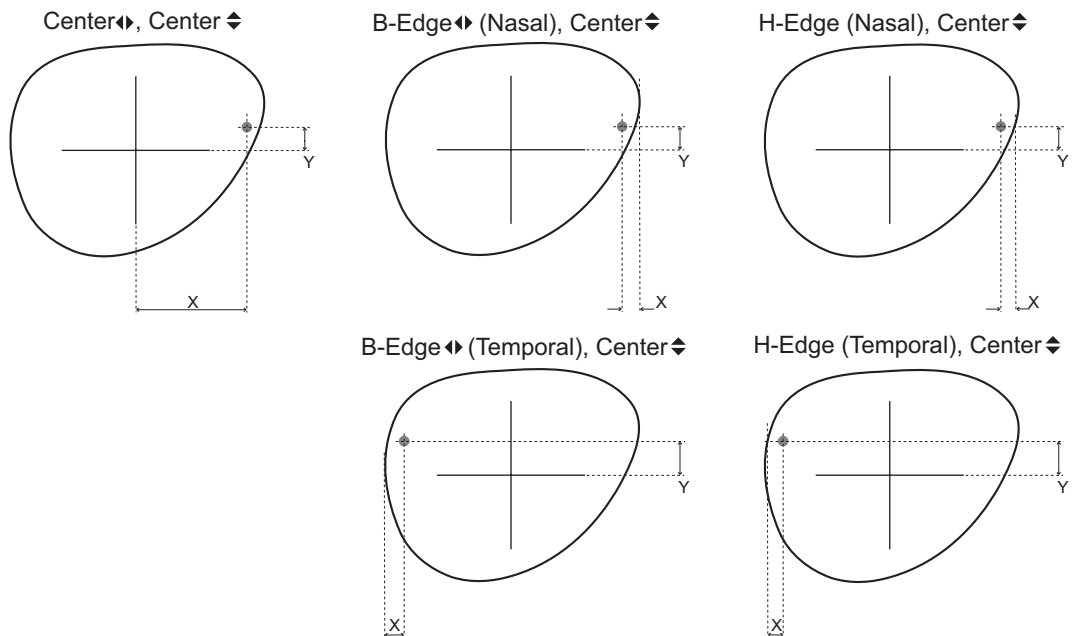 Center◂▸, Center ⬘
B-Edge◂▸ (Nasal), Center⬘
H-Edge (Nasal), Center⬘
Y
Y
Y
X
X
X
B-Edge ◂▸ (Temporal), Center⬘
H-Edge (Temporal), Center⬘
Y
Y
X
X